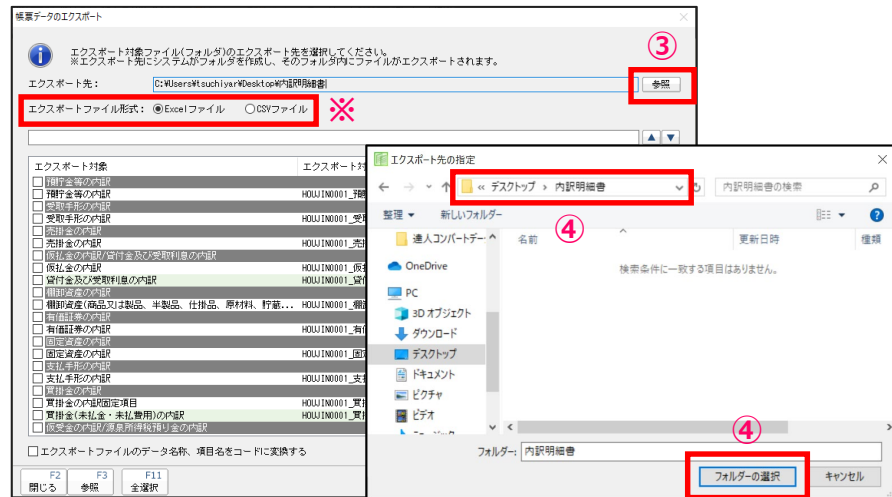 帳票データのエクスポート
エクスポート対象ファイル(フォルダ)のエクスポート先を選択してください。
※エクスポート先にシステムがフォルダを作成し、そのフォルダ内にファイルがエクスポートされます。
③
エクスポート先：
C:¥Users¥tsuchiyar¥Desktop¥内訳明細書
参照
エクスポートファイル形式： Excelファイル CSVファイル
※
エクスポート対象
エクスポート対
預貯金等の内訳
預貯金等の内訳 HOUJIN0001_預
受取手形の内訳
受取手形の内訳 HOUJIN0001_受
売掛金の内訳
売掛金の内訳 HOUJIN0001_売
仮払金の内訳/貸付金及び受取利息の内訳
仮払金の内訳 HOUJIN0001_仮
貸付金及び受取利息の内訳 HOUJIN0001_貸
棚卸資産の内訳
棚卸資産(商品又は製品、半製品、仕掛品、原材料、貯蔵... HOUJIN0001_棚
有価証券の内訳
有価証券の内訳 HOUJIN0001_有
固定資産の内訳
固定資産の内訳 HOUJIN0001_固
支払手形の内訳
支払手形の内訳 HOUJIN0001_支
買掛金の内訳
買掛金の内訳固定項目 HOUJIN0001_買
買掛金(未払金・未払費用)の内訳 HOUJIN0001_買
仮受金の内訳/源泉所得税預り金の内訳
エクスポートファイルのデータ名称、項目名をコードに変換する
F2 F3 F11
閉じる 参照 全選択
エクスポート先の指定
« デスクトップ › 内訳明細書
内訳明細書の検索
整理 新しいフォルダー
④
達人コンバートデー
名前 更新日時 種類
検索条件に一致する項目はありません。
OneDrive
PC
3D オブジェクト
ダウンロード
デスクトップ
ドキュメント
ピクチャ
ビデオ
④
フォルダー: 内訳明細書
フォルダーの選択 キャンセル